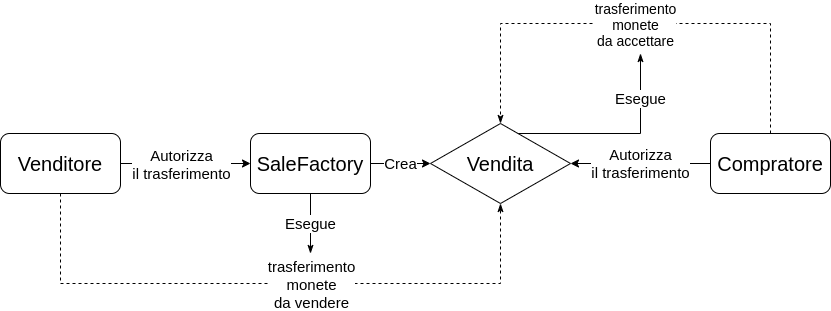 trasferimento
monete
da accettare
Esegue
Venditore
Autorizza
il trasferimento
SaleFactory
Crea
Vendita
Autorizza
il trasferimento
Compratore
Esegue
trasferimento
monete
da vendere